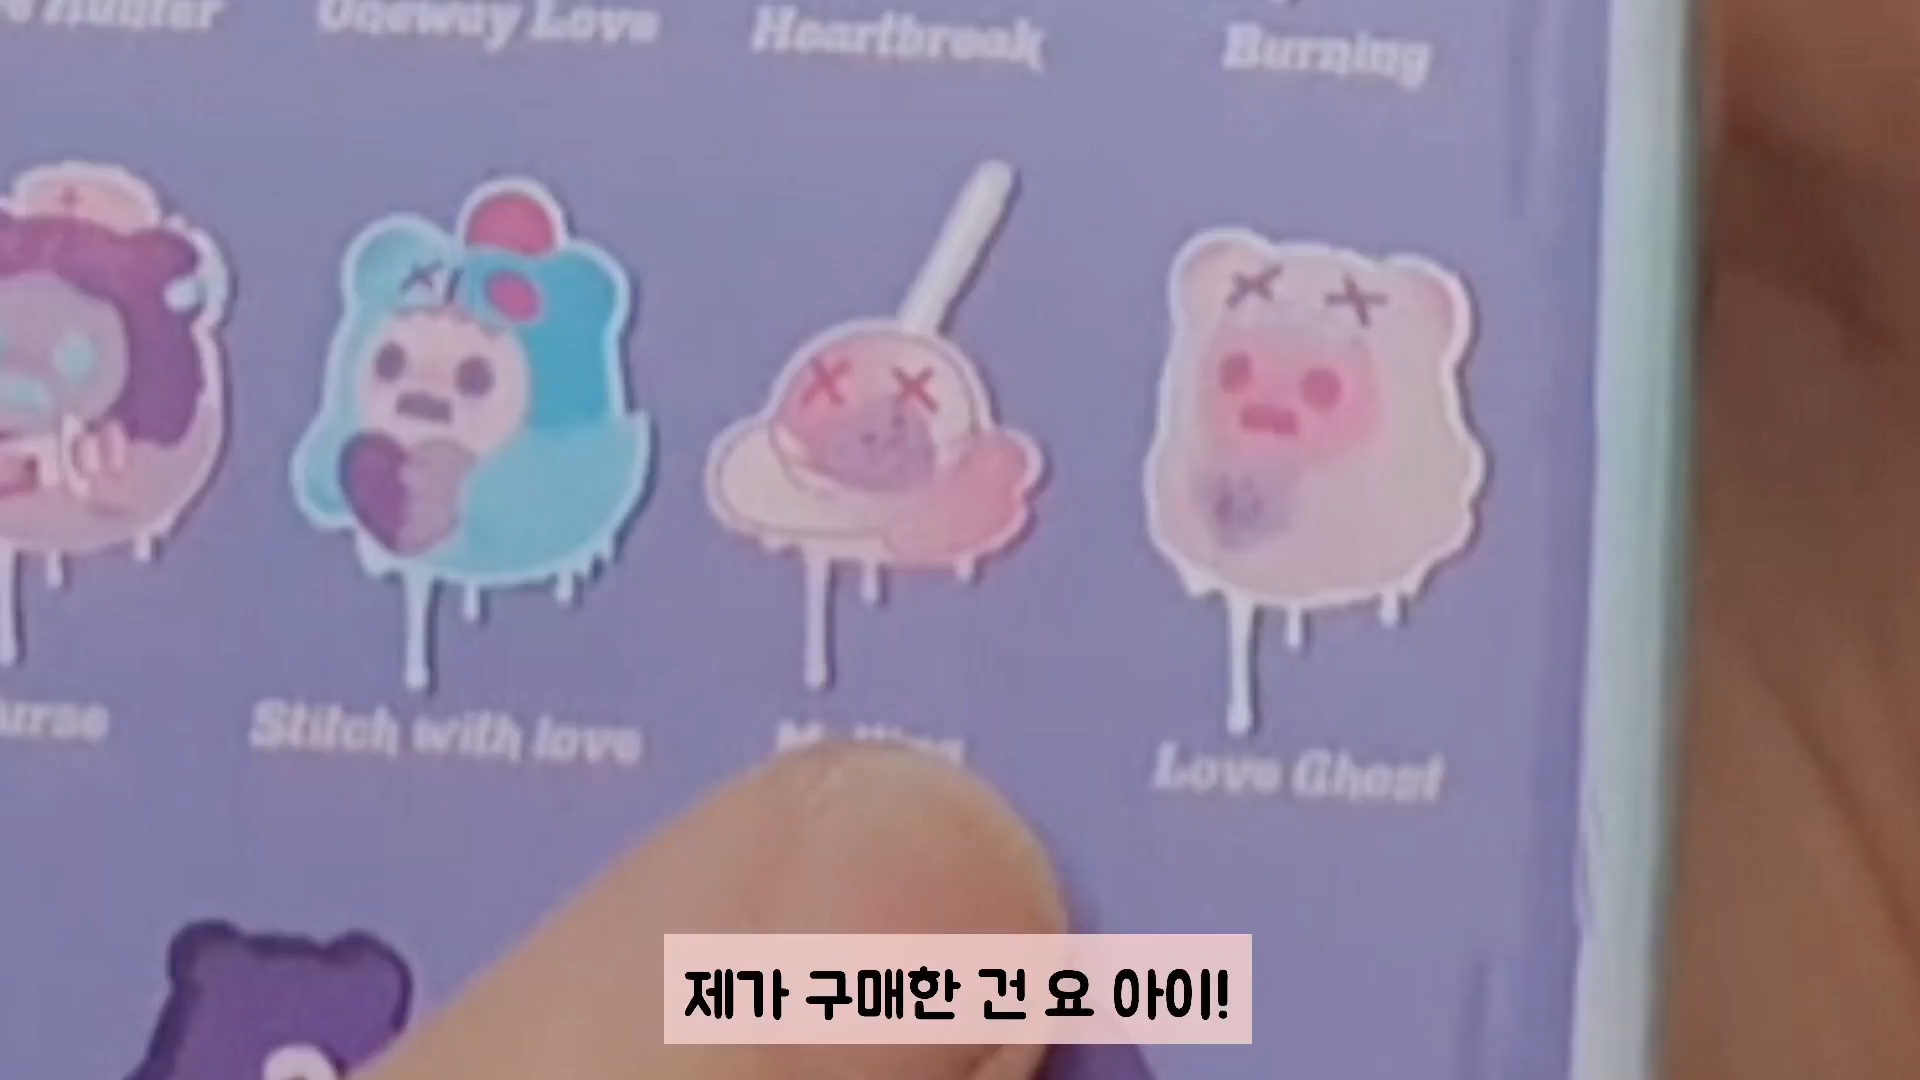 Oneway Love
Heartbreak
Burning
Stitch with love
Love Ghost
제가 구매한 건 요 아이!